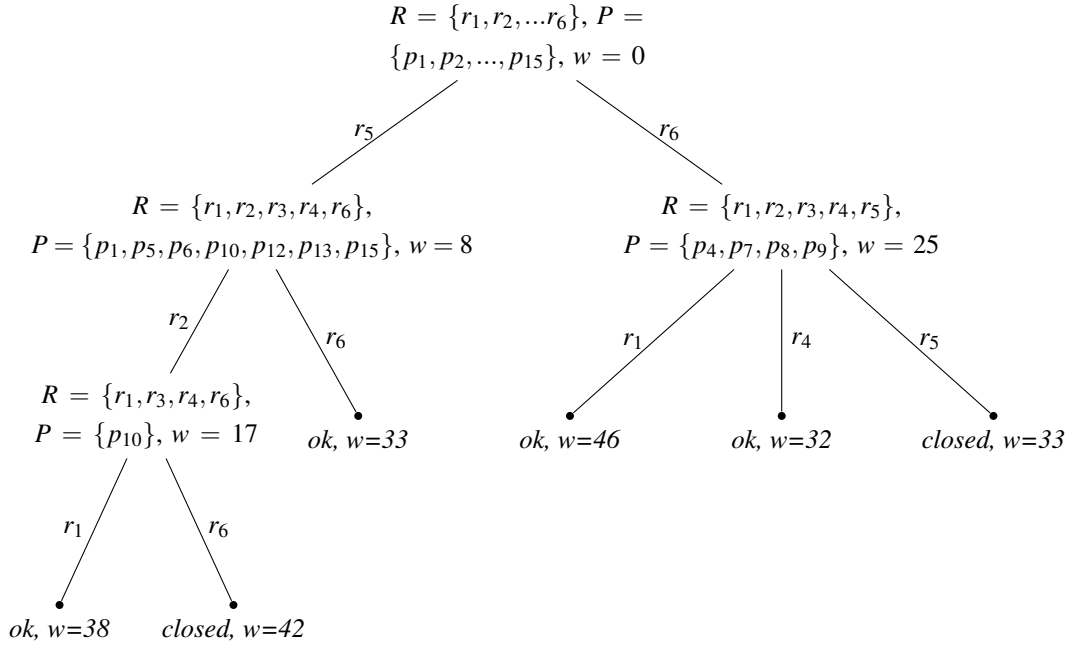 R = {r1, r2, ...r6}, P =
{p1, p2, ..., p15}, w = 0
r5
r6
R = {r1, r2, r3, r4, r6},
P = {p1, p5, p6, p10, p12, p13, p15}, w = 8
R = {r1, r2, r3, r4, r5},
P = {p4, p7, p8, p9}, w = 25
r2
r6
r1
r4
r5
R = {r1, r3, r4, r6},
P = {p10}, w = 17
ok, w=33
ok, w=46
ok, w=32
closed, w=33
r1
r6
ok, w=38
closed, w=42